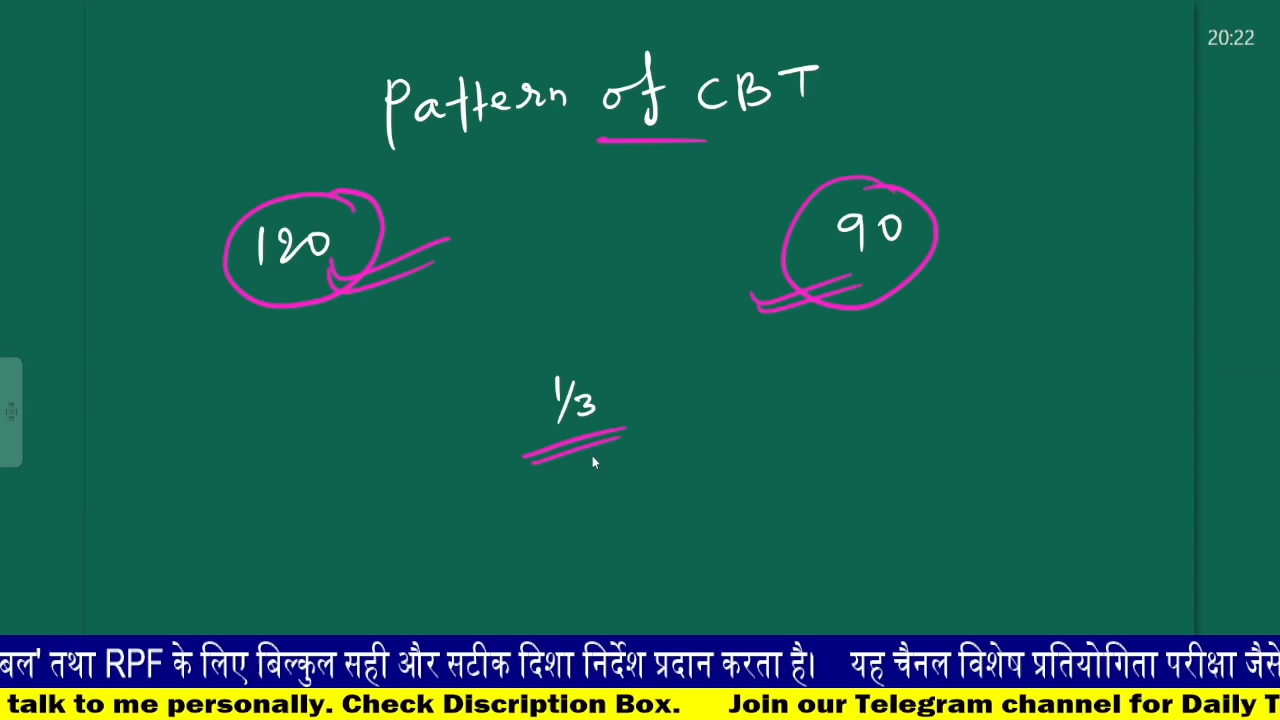 20:22
Pattern of CBT
120 90
1/3
बल' तथा RPF के लिए बिल्कुल सही और सटीक दिशा निर्देश प्रदान करता है। यह चैनल विशेष प्रतियोगिता परीक्षा जैसे
talk to me personally. Check Discription Box. Join our Telegram channel for Daily T